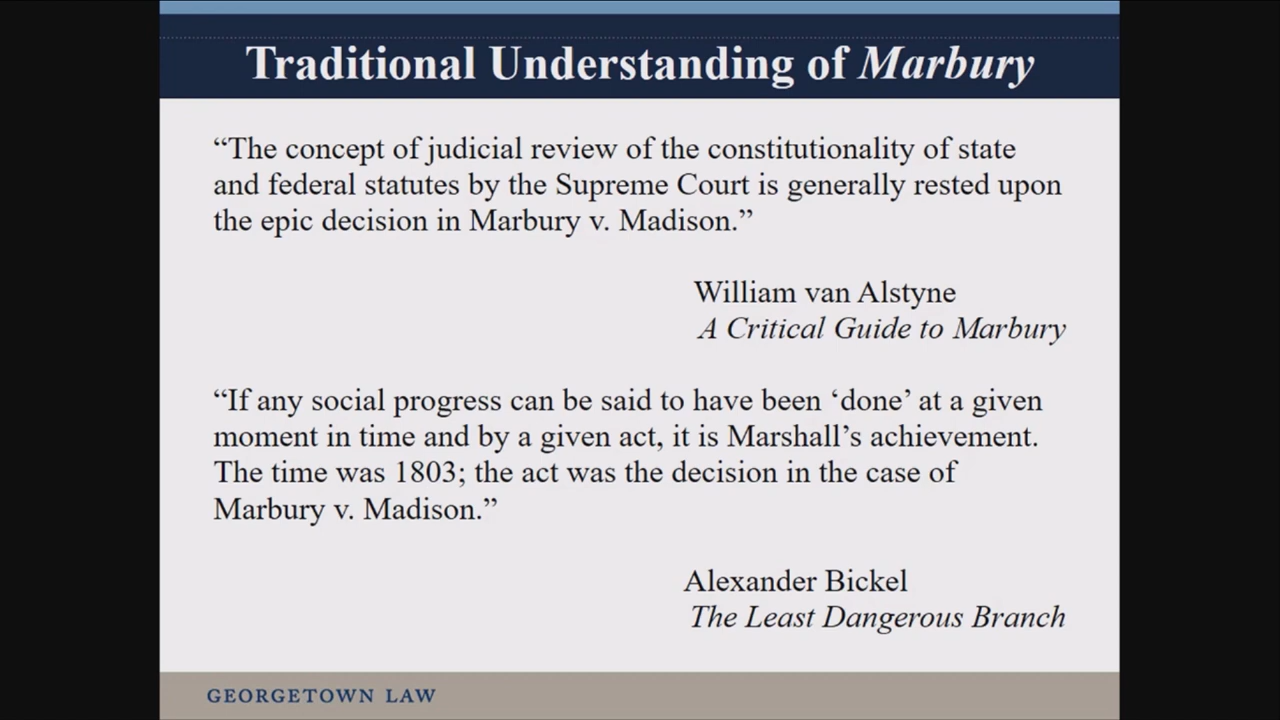 Traditional Understanding of Marbury
“The concept of judicial review of the constitutionality of state
and federal statutes by the Supreme Court is generally rested upon
the epic decision in Marbury v. Madison.”
William van Alstyne
A Critical Guide to Marbury
“If any social progress can be said to have been ‘done’ at a given
moment in time and by a given act, it is Marshall’s achievement.
The time was 1803; the act was the decision in the case of
Marbury v. Madison.”
Alexander Bickel
The Least Dangerous Branch
GEORGETOWN LAW